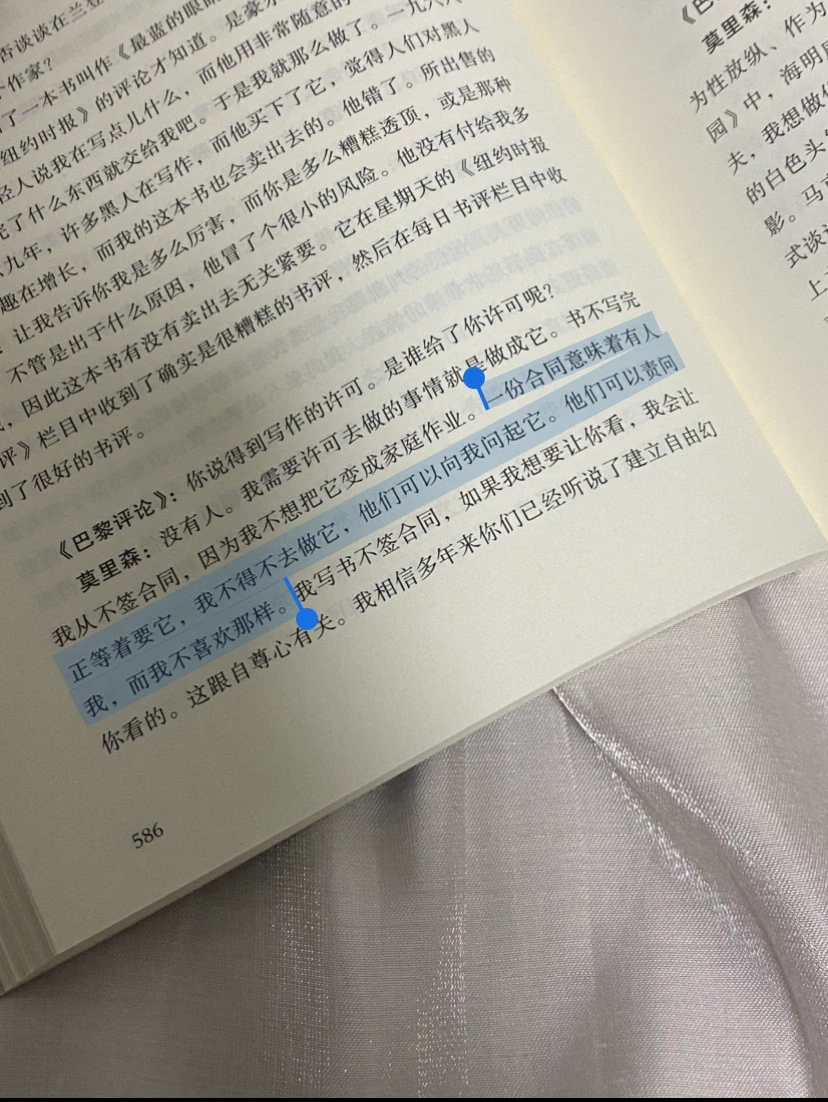 否谈谈在兰登
作家?
了一本书叫作《最蓝的眼睛
纽约时报》的评论才知道。是豪尔
轻人说我在写点儿什么,而他用非常随意的
完了什么东西就交给我吧。于是我就那么做了。一九六八
九年,许多黑人在写作,而他买下了它,觉得人们对黑人
趣在增长,而我的这本书也会卖出去的。他错了。所出售的
:让我告诉你我是多么厉害,而你是多么糟糕透顶,或是那种
不管是出于什么原因,他冒了个很小的风险。他没有付给我多
,因此这本书有没有卖出去无关紧要。它在星期天的《纽约时报
评》栏目中收到了确实是很糟糕的书评,然后在每日书评栏目中收
到了很好的书评。
《巴黎评论》:你说得到写作的许可。是谁给了你许可呢?
莫里森:没有人。我需要许可去做的事情就是做成它。书不写完
我从不签合同,因为我不想把它变成家庭作业。一份合同意味着有人
正等着要它,我不得不去做它,他们可以向我问起它。他们可以责问
我,而我不喜欢那样。我写书不签合同,如果我想要让你看,我会让
你看的。这跟自尊心有关。我相信多年来你们已经听说了建立自由幻
586
《巴
莫里森:
为性放纵、作为
园》中,海明
夫,我想做
的白色头
影。马
式谈
上